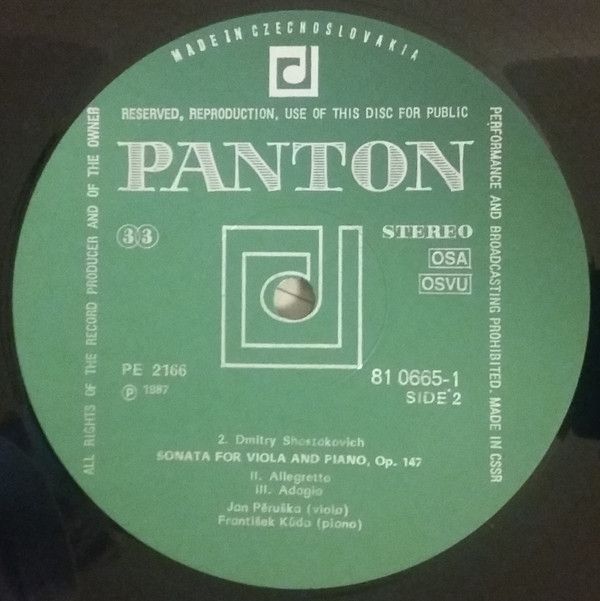 MADE IN CZECHOSLOVAKIA
RESERVED, REPRODUCTION, USE OF THIS DISC FOR PUBLIC
PERFORMANCE AND BROADCASTING PROHIBITED. MADE IN CSSR
ALL RIGHTS OF THE RECORD PRODUCER AND OF THE OWNER
PANTON
33
STEREO
OSA
OSVU
PE 2166
℗ 1987
81 0665-1
SIDE 2
2. Dmitry Shostakovich
SONATA FOR VIOLA AND PIANO, Op. 147
II. Allegretto
III. Adagio
Jan Pěruška (viola)
František Kůda (piano)